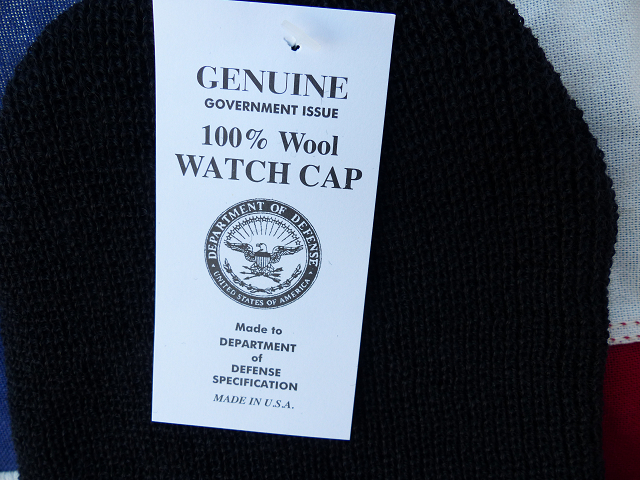 GENUINE
GOVERNMENT ISSUE
100% Wool
WATCH CAP
DEPARTMENT OF DEFENSE
UNITED STATES OF AMERICA
Made to
DEPARTMENT
of
DEFENSE
SPECIFICATION
MADE IN U.S.A.